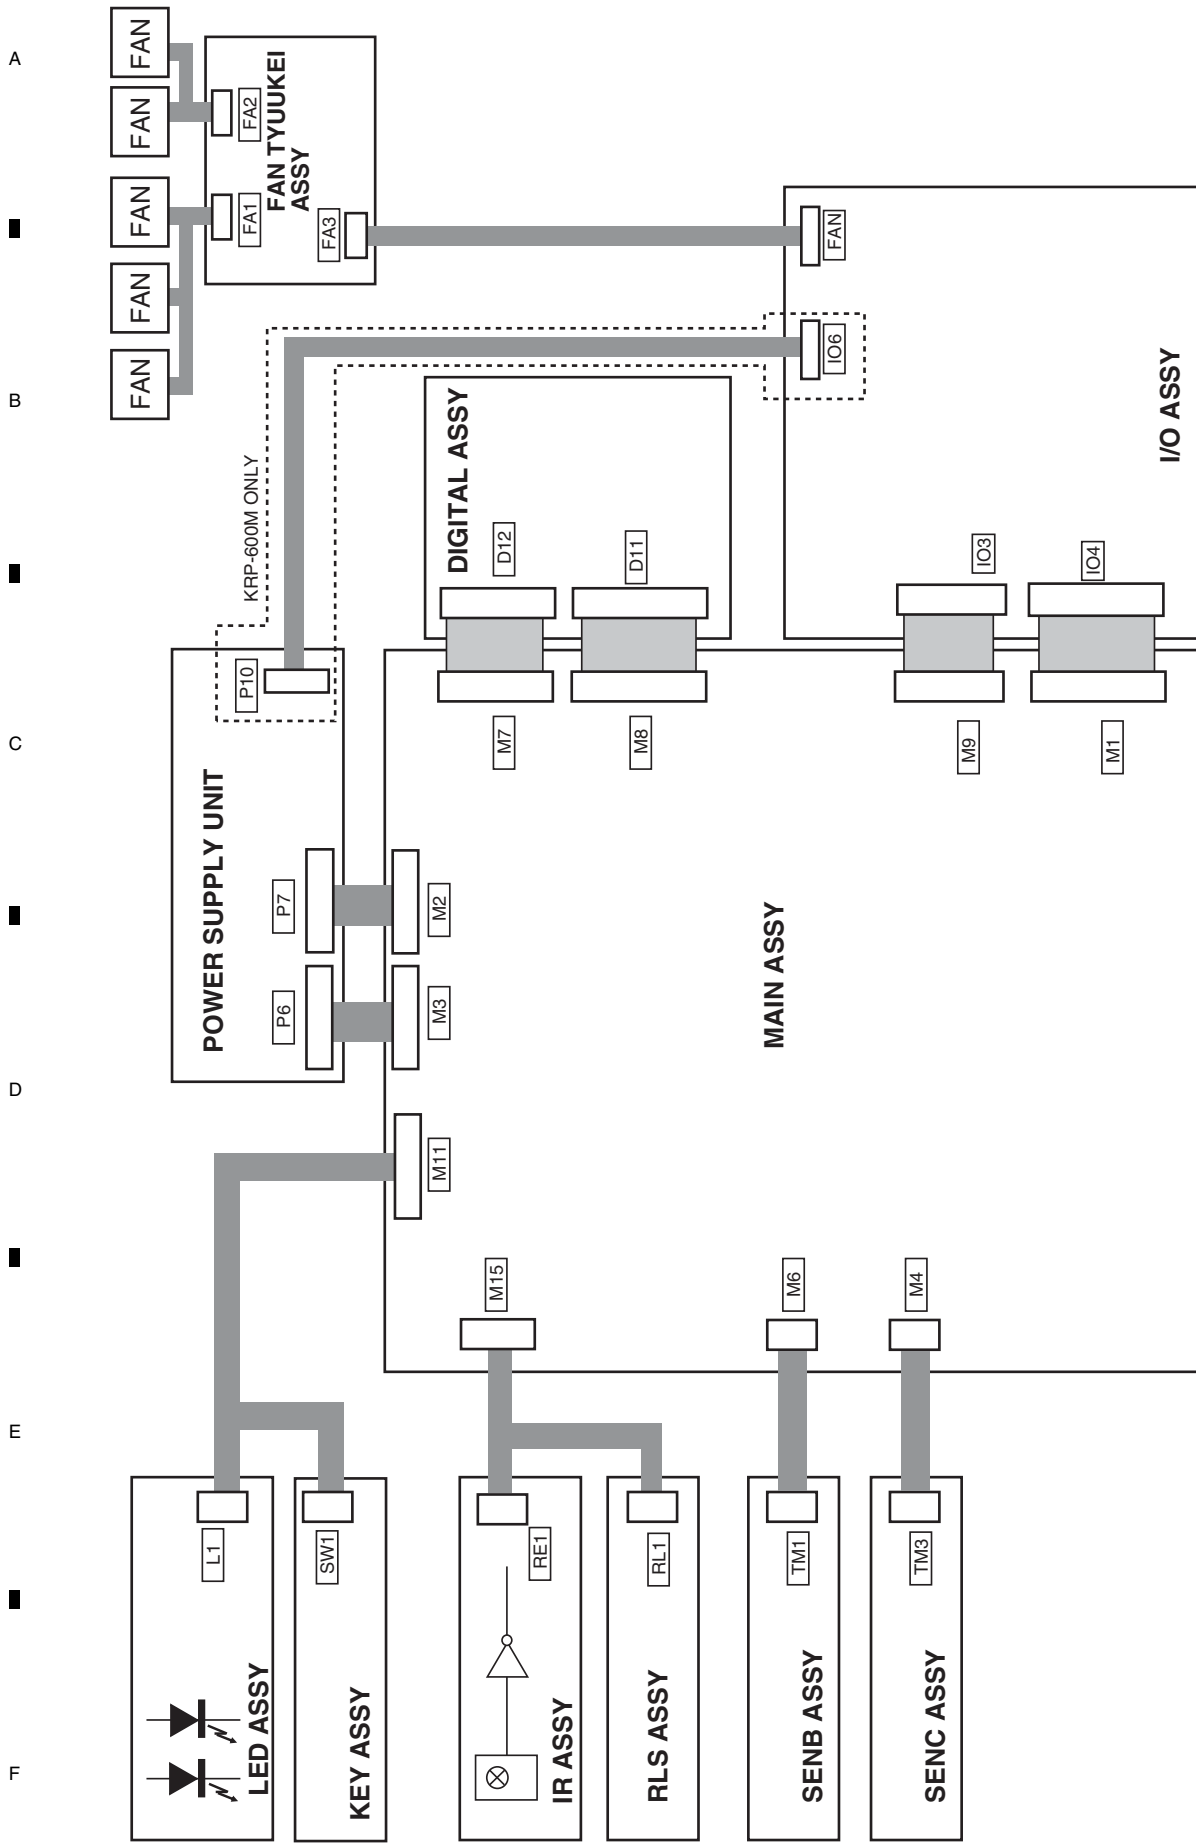 A
B
C
D
E
F
FAN
FAN
FAN
FAN
FAN
FA2
FA1
FAN TYUUKEI
ASSY
FA3
FAN
IO6
I/O ASSY
KRP-600M ONLY
DIGITAL ASSY
D12
D11
IO3
IO4
P10
POWER SUPPLY UNIT
P7
P6
M7
M8
M9
M1
M2
M3
MAIN ASSY
M11
M15
M6
M4
L1
SW1
RE1
RL1
TM1
TM3
LED ASSY
KEY ASSY
IR ASSY
RLS ASSY
SENB ASSY
SENC ASSY